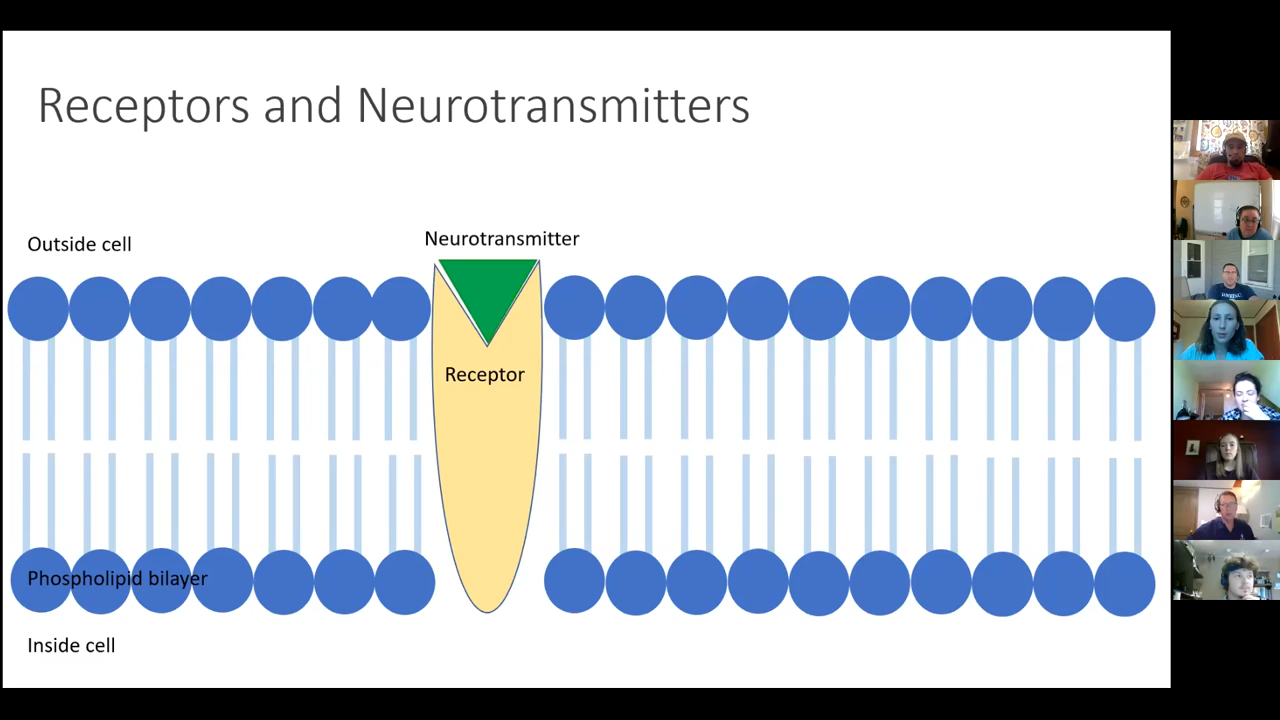 Receptors and Neurotransmitters
Outside cell
Neurotransmitter
Receptor
Phospholipid bilayer
Inside cell